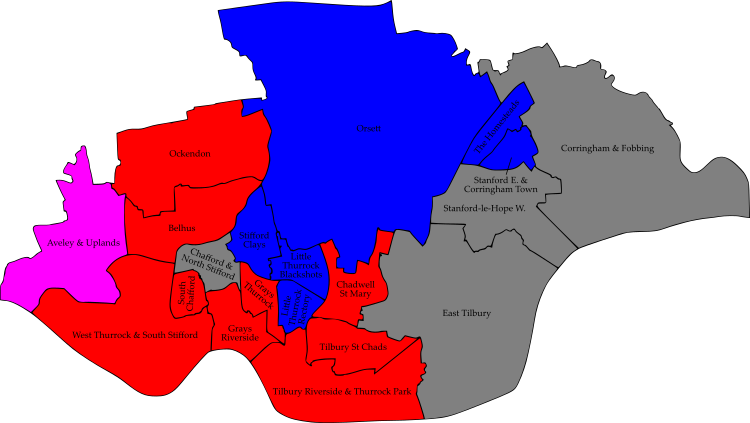 Orsett
The Homesteads
Ockendon
Corringham & Fobbing
Stanford E. &
Corringham Town
Stanford-le-Hope W.
Belhus
Aveley & Uplands
Stifford
Clays
Chafford &
North Stifford
Little
Thurrock
Blackshots
Chadwell
St Mary
South
Chafford
Grays
Thurrock
Little
Thurrock
East Tilbury
West Thurrock & South Stifford
Grays
Riverside
Tilbury St Chads
Tilbury Riverside & Thurrock Park